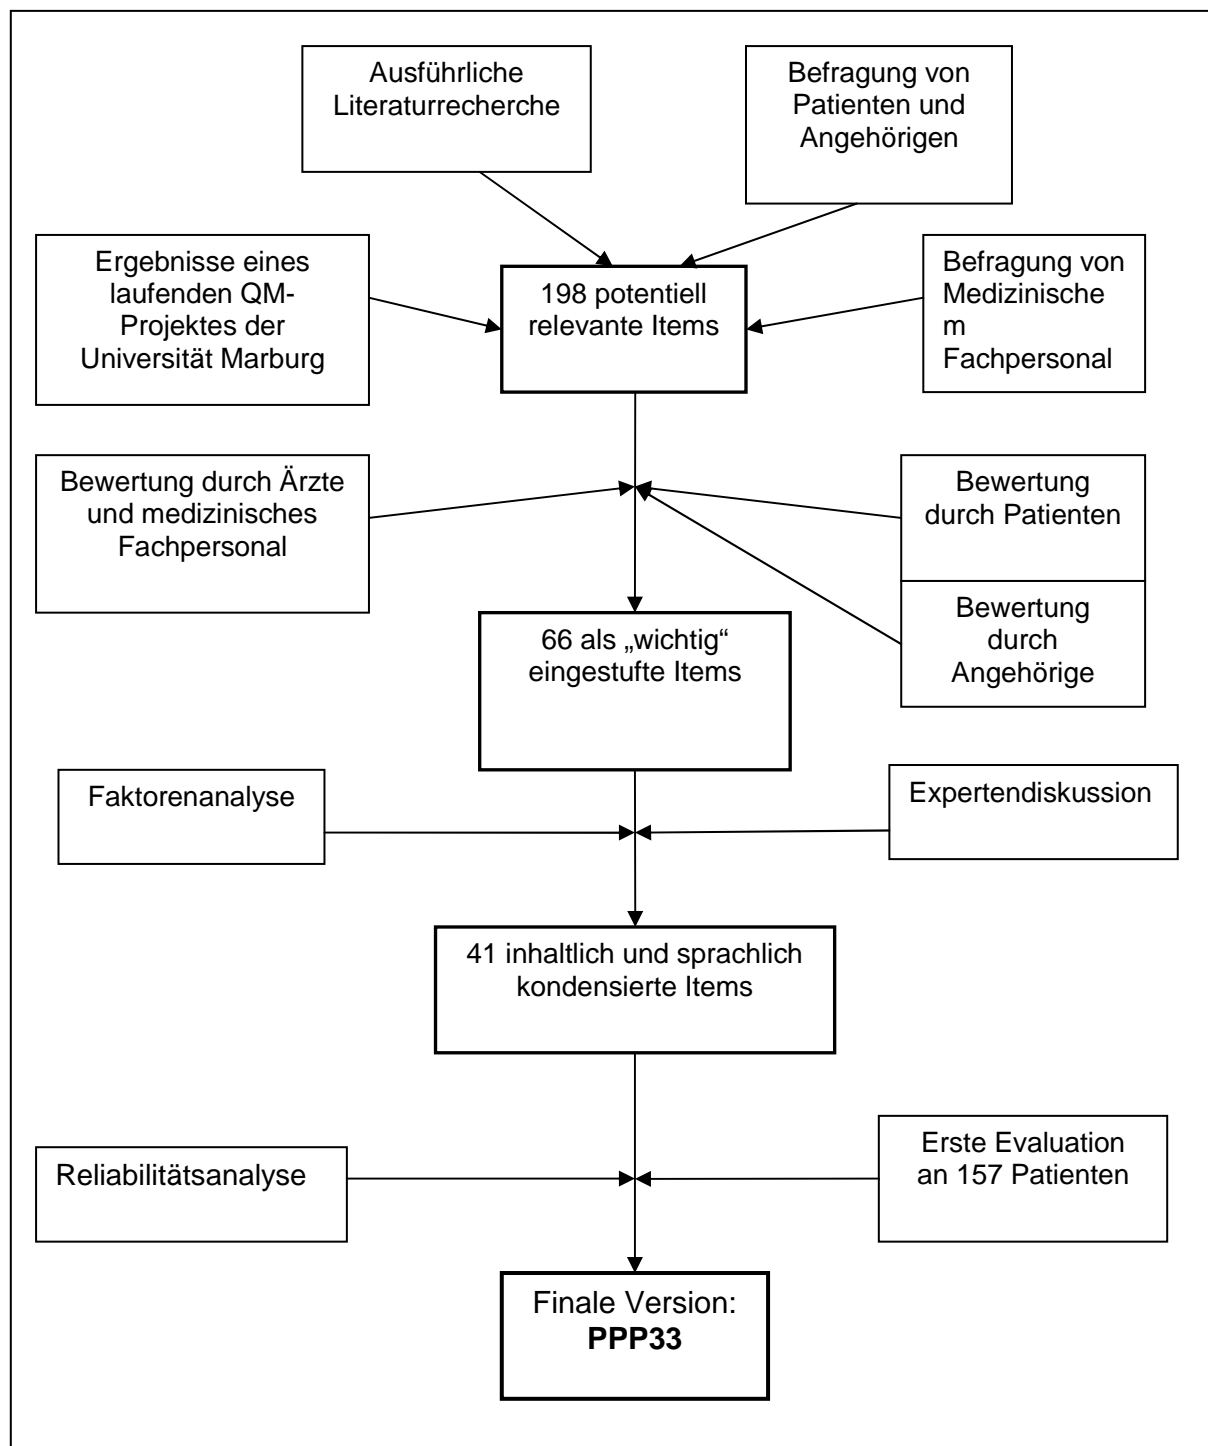 Ausführliche
Literaturrecherche
Befragung von
Patienten und
Angehörigen
Ergebnisse eines
laufenden QM-
Projektes der
Universität Marburg
198 potentiell
relevante Items
Befragung von
Medizinische
m
Fachpersonal
Bewertung durch Ärzte
und medizinisches
Fachpersonal
Bewertung
durch Patienten
Bewertung
durch
Angehörige
66 als „wichtig“
eingestufte Items
Faktorenanalyse
Expertendiskussion
41 inhaltlich und sprachlich
kondensierte Items
Reliabilitätsanalyse
Erste Evaluation
an 157 Patienten
Finale Version:
PPP33